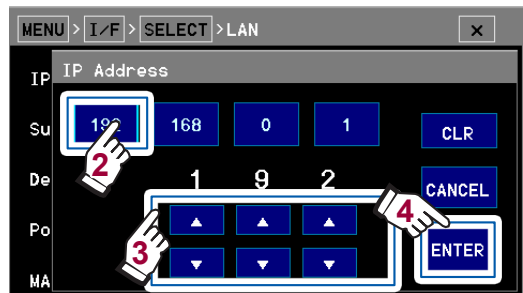 MENU > I/F > SELECT > LAN ×
IP IP Address
Su 192 168 0 1 CLR
2
De 1 9 2 CANCEL
4
Po ▲ ▲ ▲
3 ENTER
▼ ▼ ▼
MA